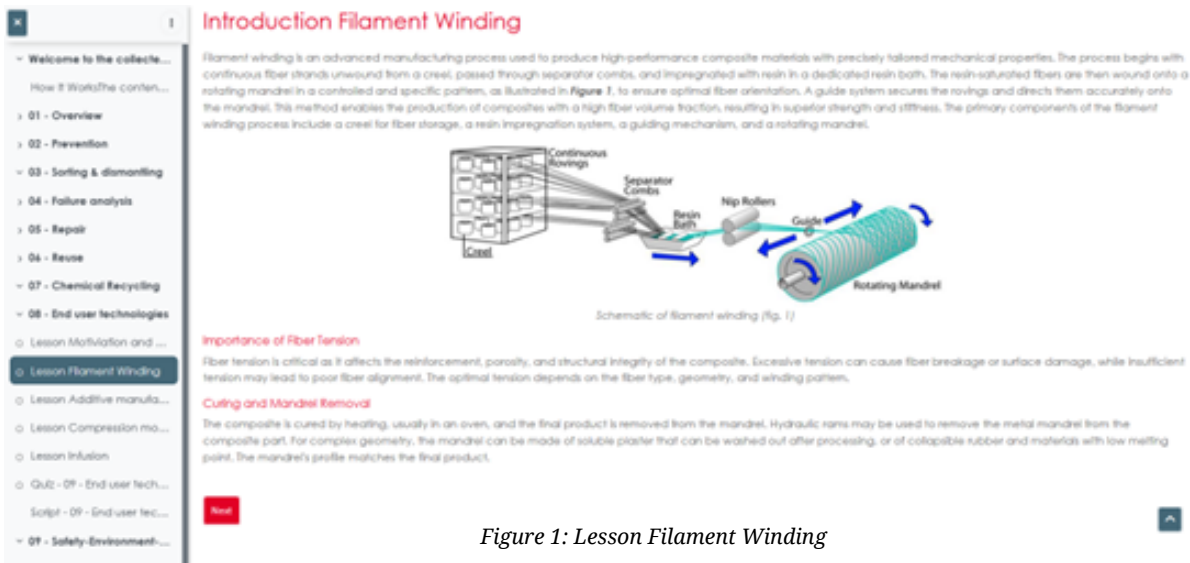 Introduction Filament Winding
Welcome to the collecte...
How It WorksThe conten...
01 - Overview
02 - Prevention
03 - Sorting & dismantling
04 - Failure analysis
05 - Repair
06 - Reuse
07 - Chemical Recycling
08 - End user technologies
Lesson Motiviation and ...
Lesson Filament Winding
Lesson Additive manufa...
Lesson Compression mo...
Lesson Infusion
Quiz - 09 - End user tech...
Script - 09 - End user tec...
09 - Safety-Environment-...
Filament winding is an advanced manufacturing process used to produce high-performance composite materials with precisely tailored mechanical properties. The process begins with
continuous fiber strands unwound from a creel, passed through separator combs, and impregnated with resin in a dedicated resin bath. The resin-saturated fibers are then wound onto a
rotating mandrel in a controlled and specific pattern, as illustrated in Figure 1, to ensure optimal fiber orientation. A guide system secures the rovings and directs them accurately onto
the mandrel. This method enables the production of composites with a high fiber volume fraction, resulting in superior strength and stiffness. The primary components of the filament
winding process include a creel for fiber storage, a resin impregnation system, a guiding mechanism, and a rotating mandrel.
Continuous
Rovings
Separator
Combs
Resin
Bath
Nip Rollers
Guide
Creel
Rotating Mandrel
Schematic of filament winding (fig. 1)
Importance of Fiber Tension
Fiber tension is critical as it affects the reinforcement, porosity, and structural integrity of the composite. Excessive tension can cause fiber breakage or surface damage, while insufficient
tension may lead to poor fiber alignment. The optimal tension depends on the fiber type, geometry, and winding pattern.
Curing and Mandrel Removal
The composite is cured by heating, usually in an oven, and the final product is removed from the mandrel. Hydraulic rams may be used to remove the metal mandrel from the
composite part. For complex geometry, the mandrel can be made of soluble plaster that can be washed out after processing, or of collapsible rubber and materials with low melting
point. The mandrel's profile matches the final product.
Next
Figure 1: Lesson Filament Winding